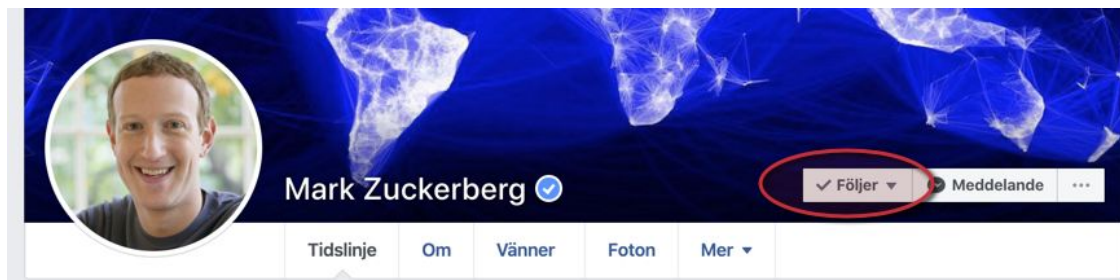 Mark Zuckerberg
Följer
Meddelande
Tidslinje Om Vänner Foton Mer